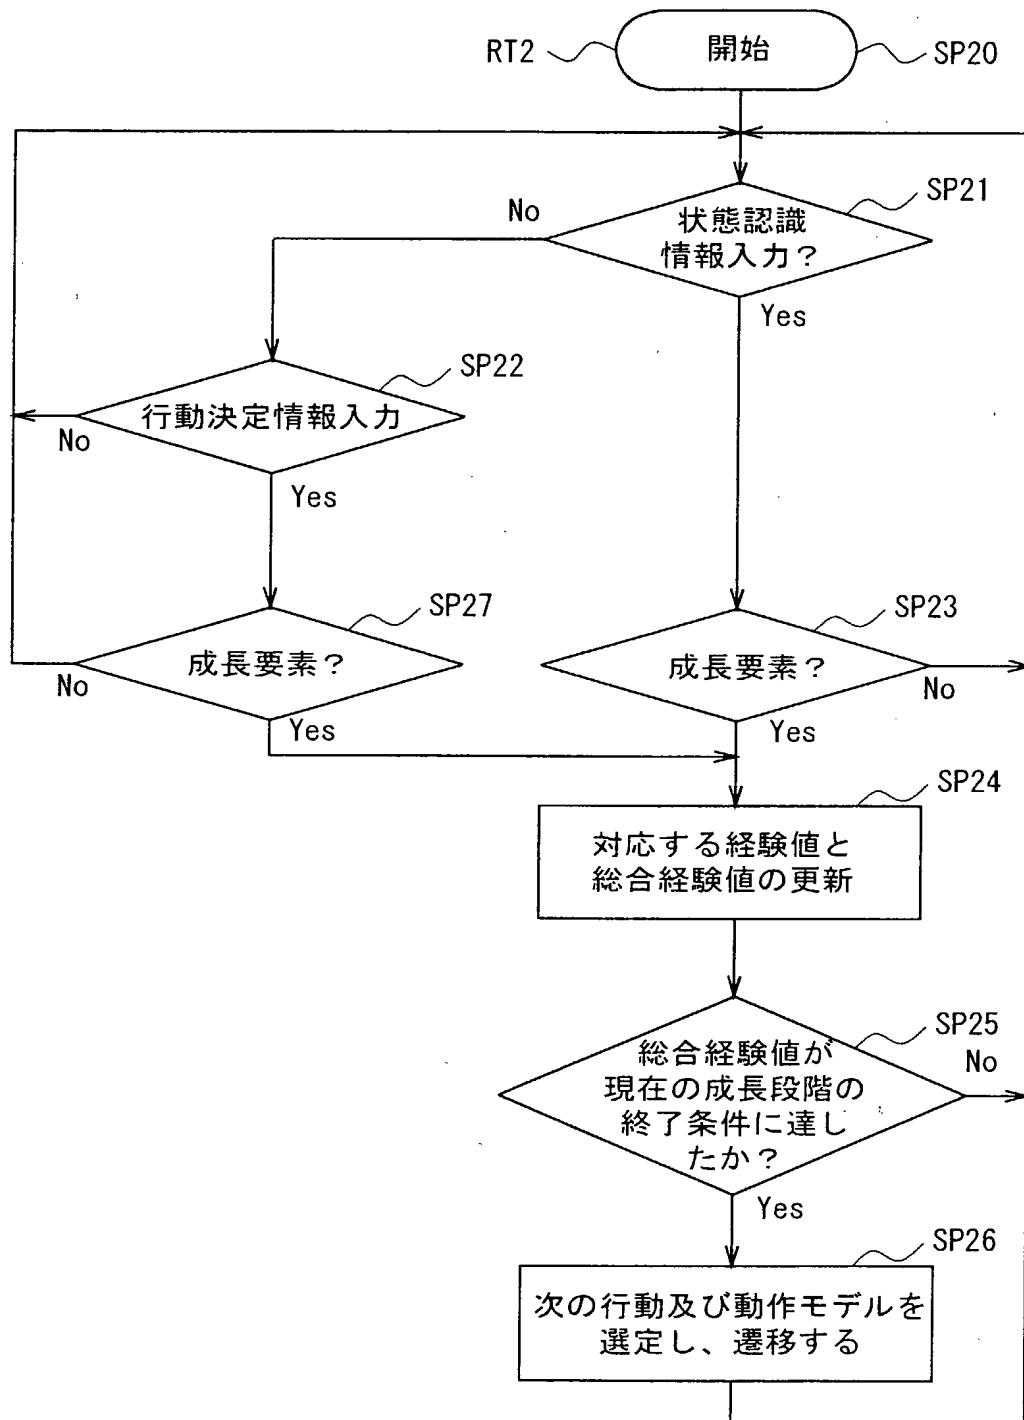 RT2
開始
SP20
SP21
No
状態認識
情報入力?
Yes
SP22
行動決定情報入力
No
Yes
SP27
成長要素?
No
Yes
SP23
成長要素?
No
Yes
SP24
対応する経験値と
総合経験値の更新
SP25
総合経験値が
現在の成長段階の
終了条件に達し
たか?
No
Yes
SP26
次の行動及び動作モデルを
選定し、遷移する